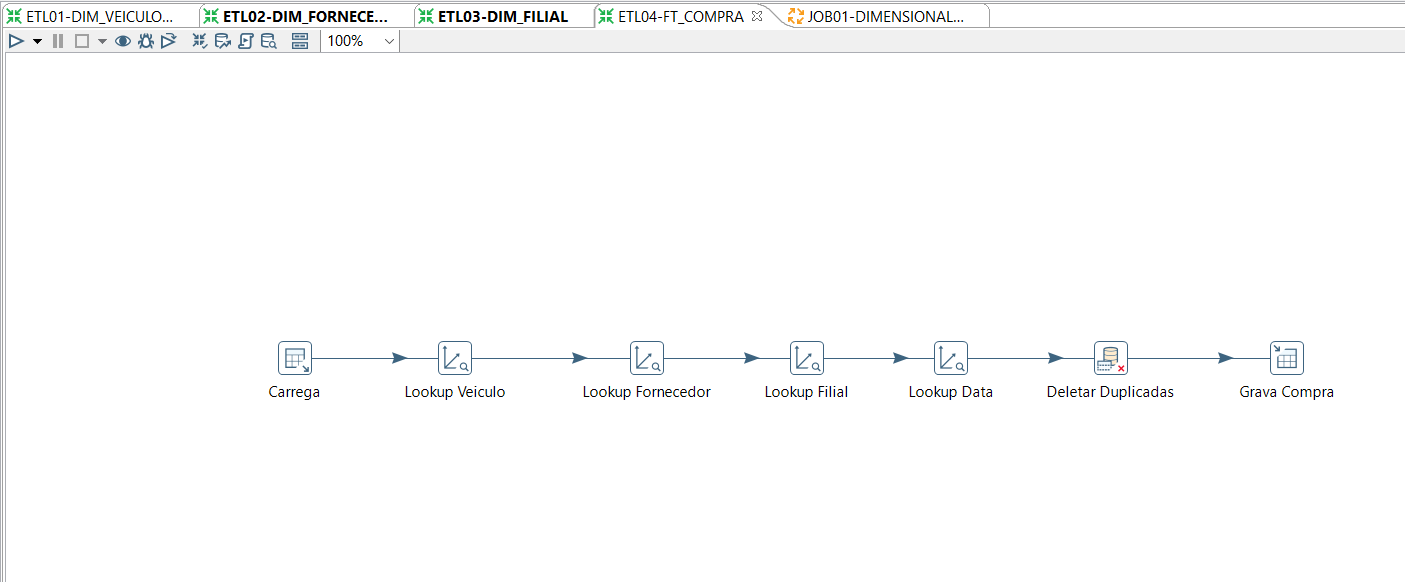 ETL01-DIM_VEICULO... ETL02-DIM_FORNECE... ETL03-DIM_FILIAL ETL04-FT_COMPRA JOB01-DIMENSIONAL...
100%
Carrega Lookup Veiculo Lookup Fornecedor Lookup Filial Lookup Data Deletar Duplicadas Grava Compra